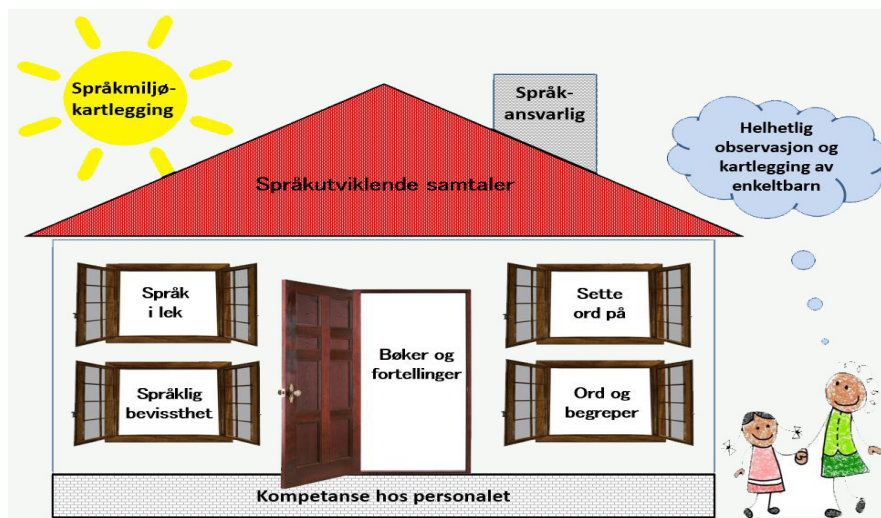 Språkmiljø-
kartlegging
Språk-
ansvarlig
Helhetlig
observasjon og
kartlegging av
enkeltbarn
Språkutviklende samtaler
Språk
i lek
Sette
ord på
Bøker og
fortellinger
Språklig
bevissthet
Ord og
begreper
Kompetanse hos personalet